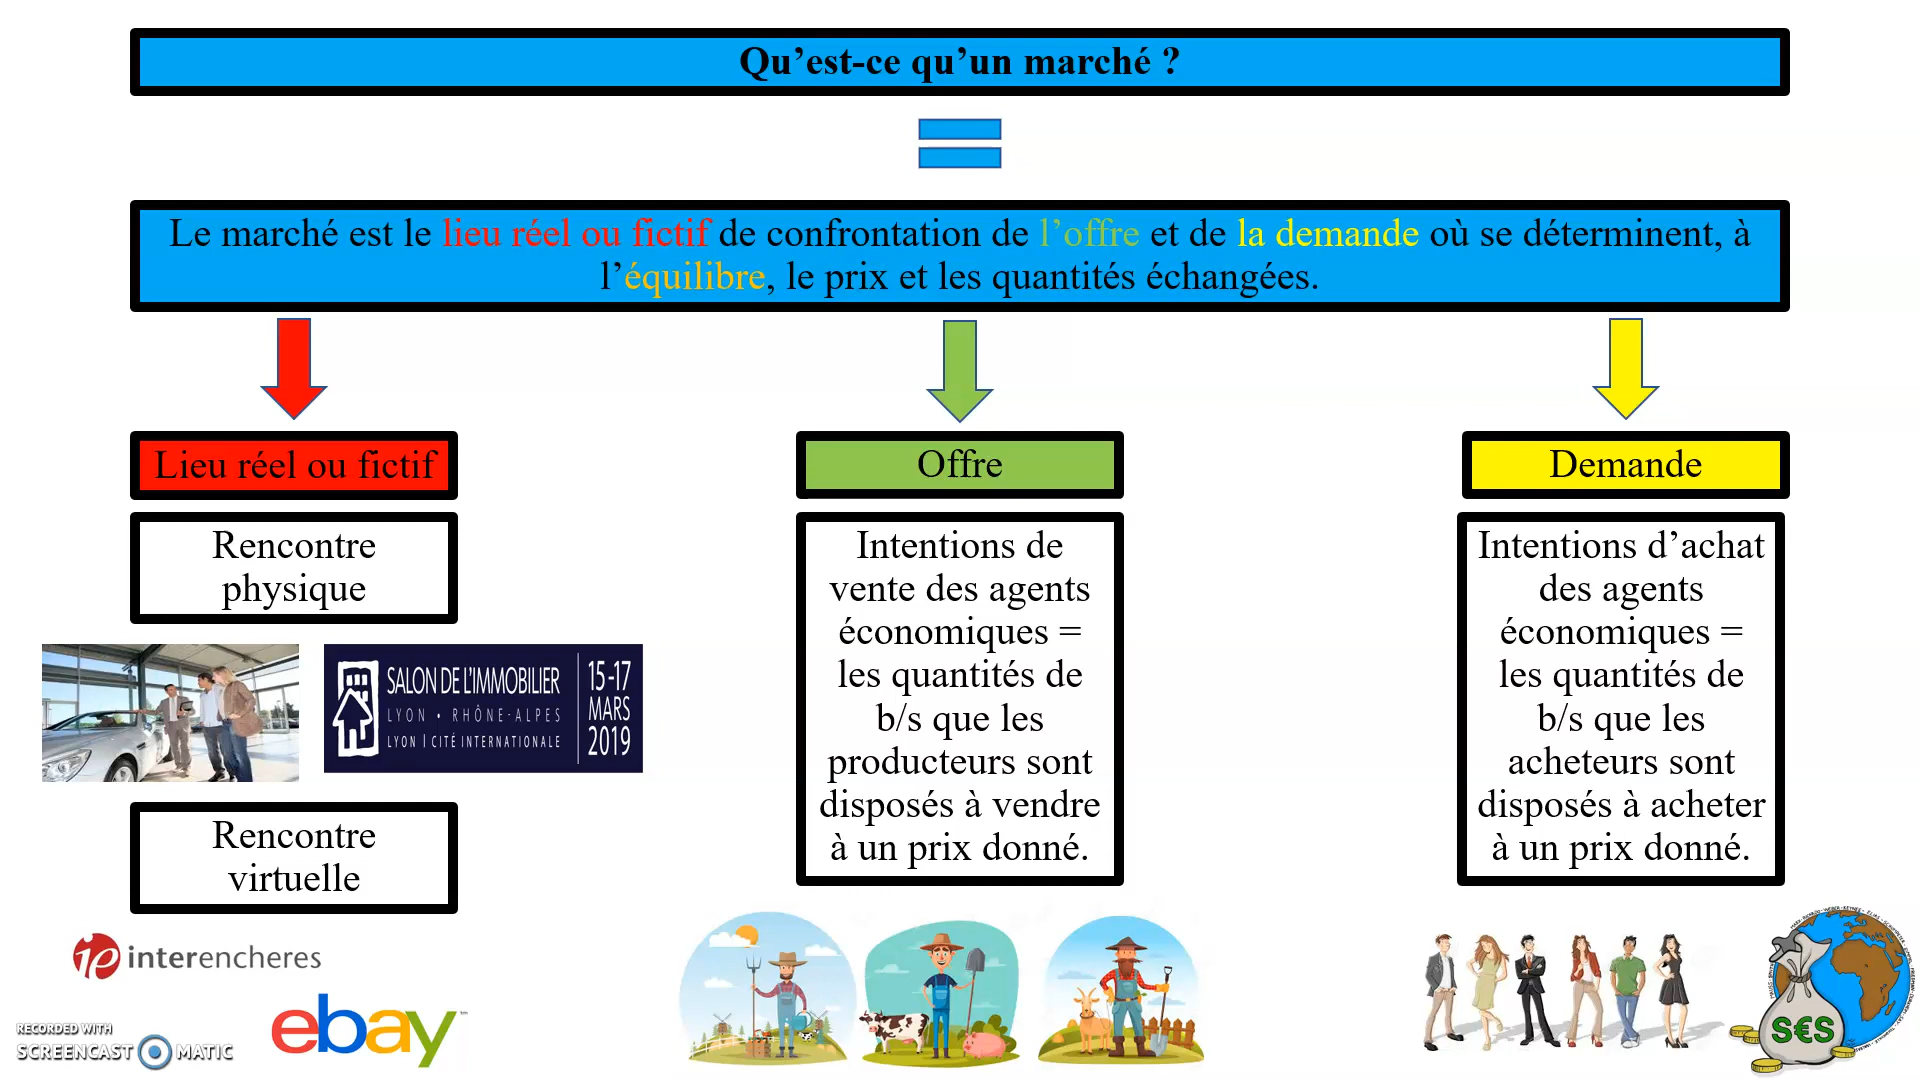 Qu’est-ce qu’un marché ?
Le marché est le lieu réel ou fictif de confrontation de l’offre et de la demande où se déterminent, à
l’équilibre, le prix et les quantités échangées.
Lieu réel ou fictif
Rencontre
physique
SALON DE L'IMMOBILIER
LYON • RHÔNE-ALPES
LYON | CITÉ INTERNATIONALE
15-17
MARS
2019
Rencontre
virtuelle
ie interencheres
ebay
RECORDED WITH
SCREENCAST MATIC
Offre
Intentions de
vente des agents
économiques =
les quantités de
b/s que les
producteurs sont
disposés à vendre
à un prix donné.
Demande
Intentions d’achat
des agents
économiques =
les quantités de
b/s que les
acheteurs sont
disposés à acheter
à un prix donné.
S€S